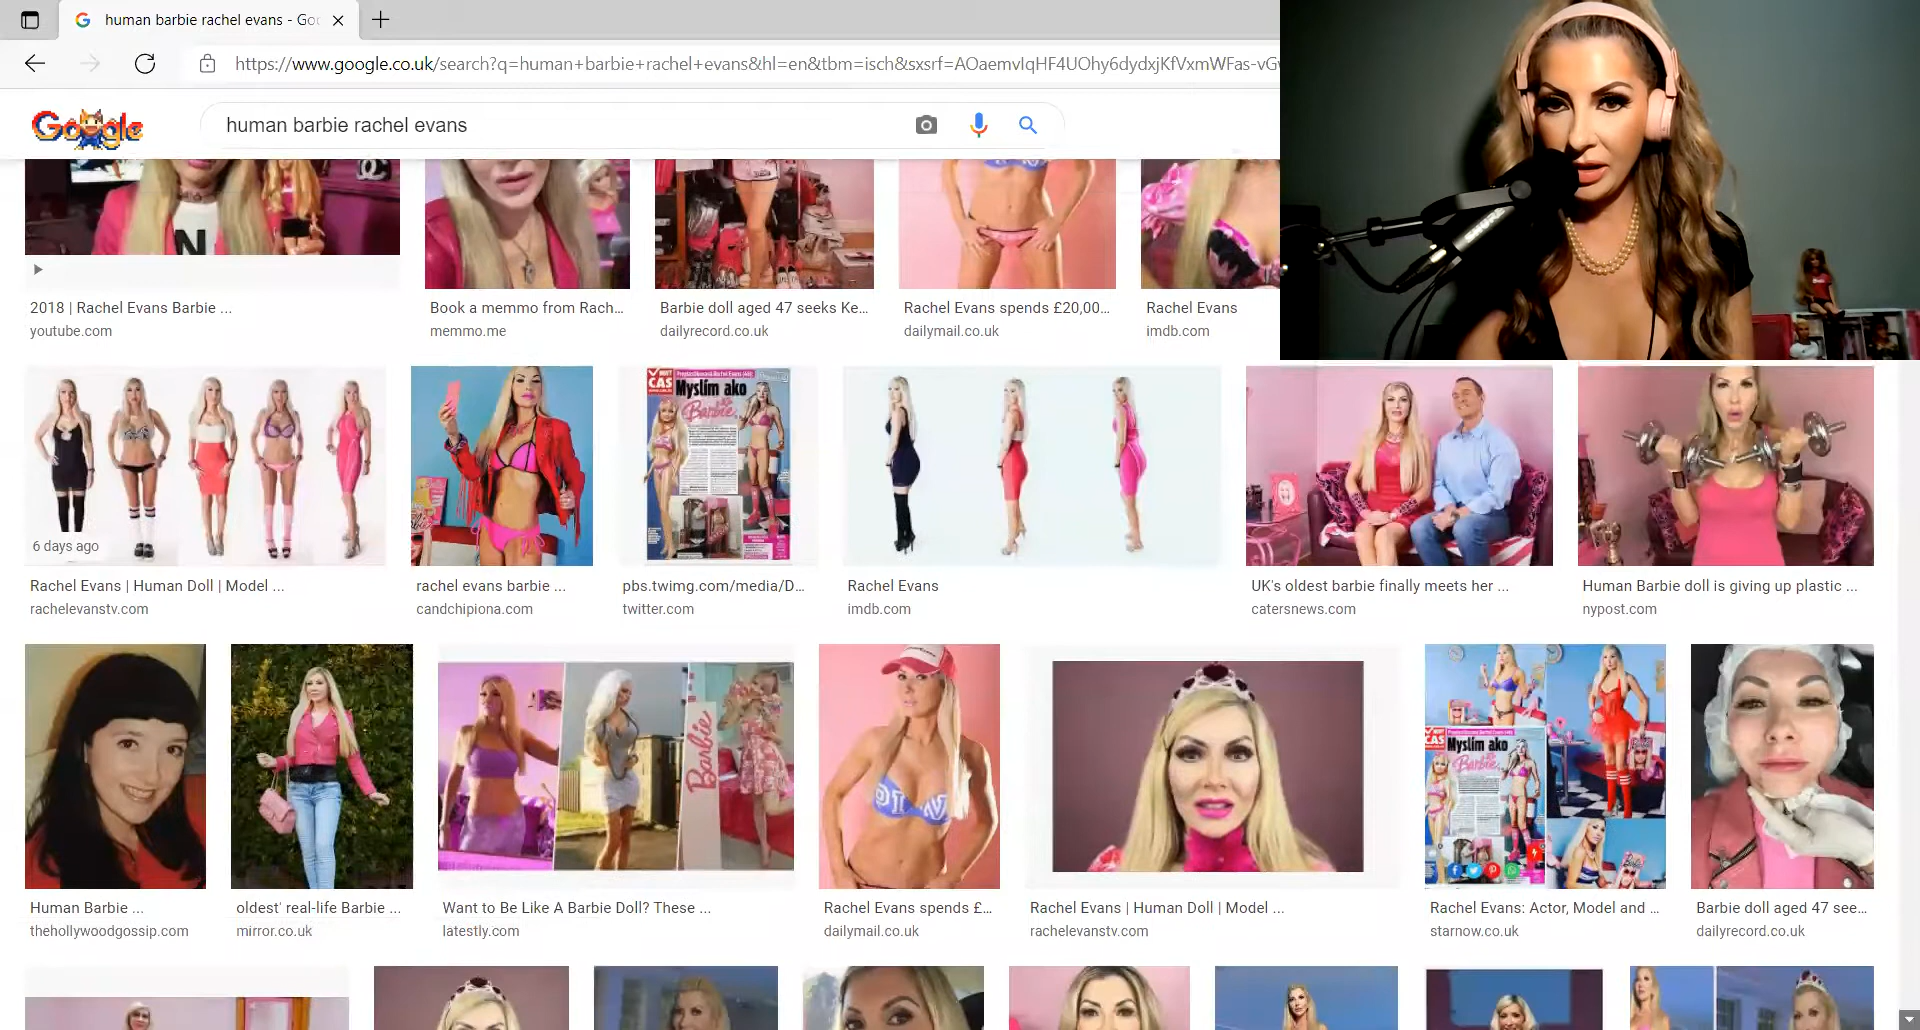 human barbie rachel evans - Goo
https://www.google.co.uk/search?q=human+barbie+rachel+evans&hl=en&tbm=isch&sxsrf=AOaemvIqHF4UOhy6dydxjKfVxmWFas-vG
Google
human barbie rachel evans
N
SHURE
2018 | Rachel Evans Barbie ...
youtube.com
Book a memmo from Rach...
memmo.me
Barbie doll aged 47 seeks Ke...
dailyrecord.co.uk
Rachel Evans spends £20,00...
dailymail.co.uk
Rachel Evans
imdb.com
6 days ago
Rachel Evans | Human Doll | Model ...
rachelevanstv.com
rachel evans barbie ...
candchipiona.com
ČAS
Myslím ako
Barbie
pbs.twimg.com/media/D...
twitter.com
Rachel Evans
imdb.com
UK's oldest barbie finally meets her ...
catersnews.com
Human Barbie doll is giving up plastic ...
nypost.com
Human Barbie ...
thehollywoodgossip.com
oldest' real-life Barbie ...
mirror.co.uk
Barbie
Want to Be Like A Barbie Doll? These ...
latestly.com
PINK
Rachel Evans spends £...
dailymail.co.uk
Rachel Evans | Human Doll | Model ...
rachelevanstv.com
ČAS
Myslím ako
Barbie
Rachel Evans: Actor, Model and ...
starnow.co.uk
Barbie doll aged 47 see...
dailyrecord.co.uk